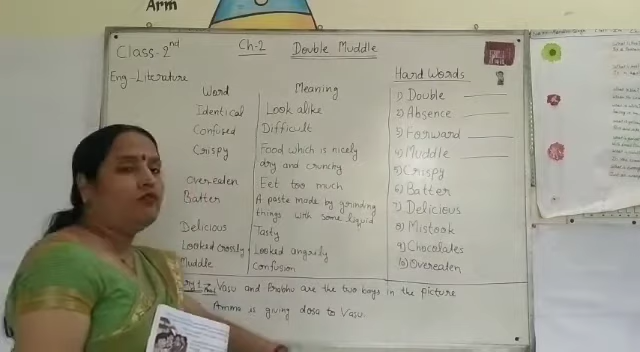 Arm
Class-2nd
Ch-2 Double Muddle
Eng-Literature
Word Meaning
Identical Look alike
Confused Difficult
Crispy Food which is nicely
dry and crunchy
overeaten Eet too much
Batter A paste made by grinding
things with some liquid
Delicious Tasty
Looked crossly Looked angrily
Muddle Confusion
Hard Words
1) Double
2) Absence
3) Forward
4) Muddle
5) Crispy
6) Batter
7) Delicious
8) Mistook
9) Chocolates
10) Overeaten
Vasu and Prabhu are the two boys in the picture
Amma is giving dosa to Vasu.